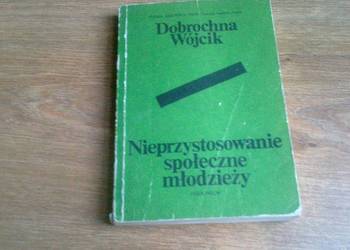 Dobrochna
Wójcik
Nieprzystosowanie
społeczne
młodzieży